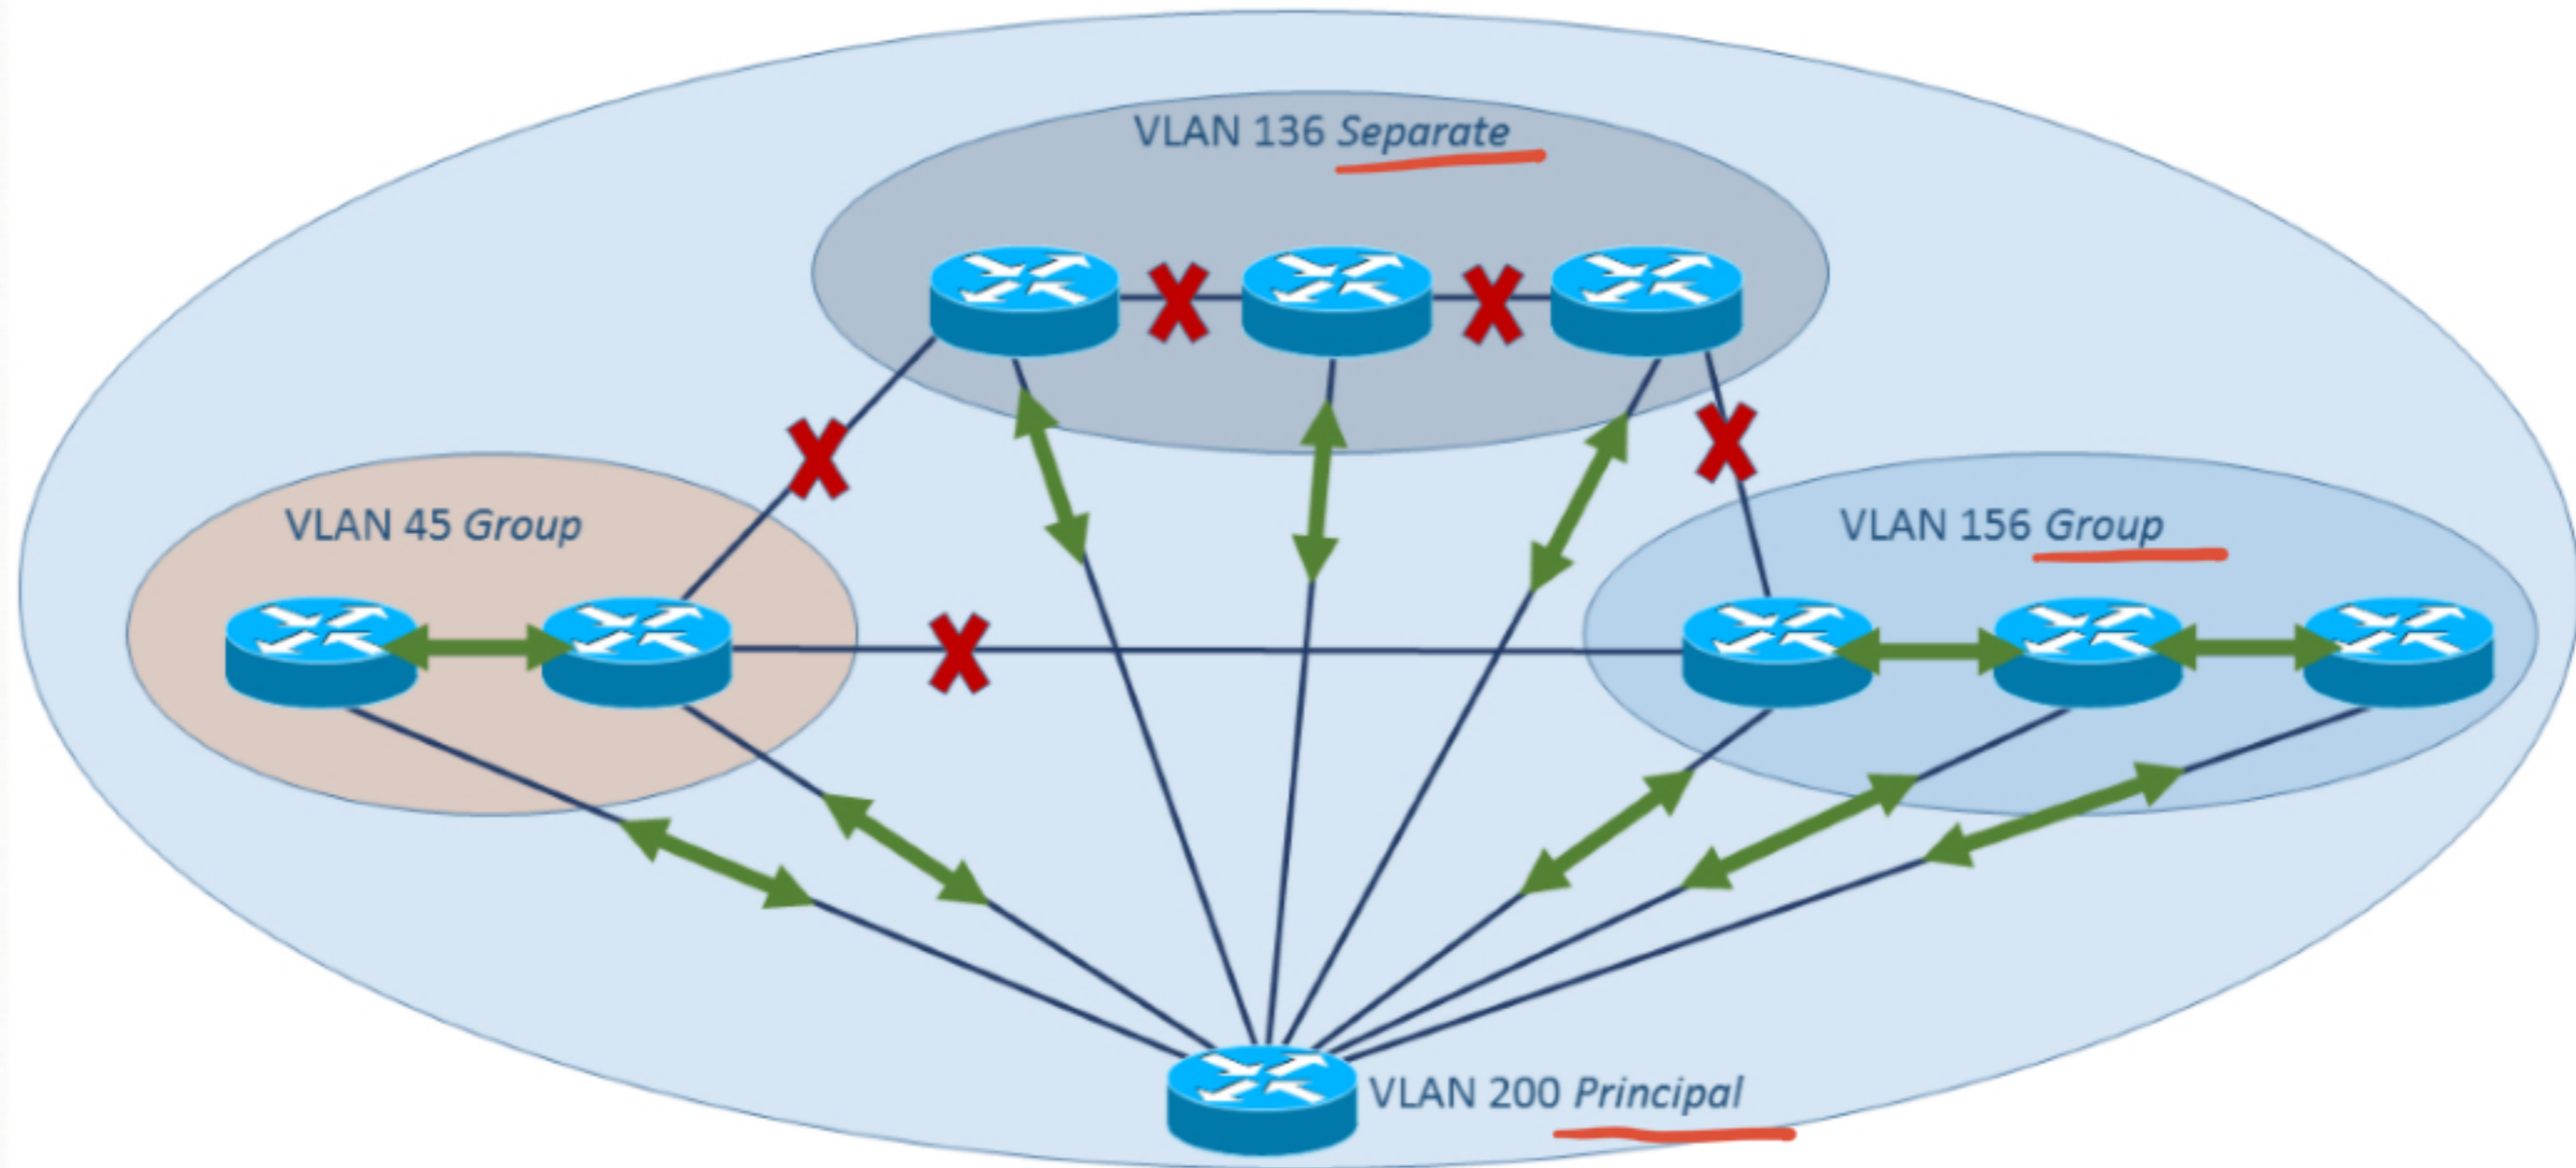 VLAN 136 Separate
VLAN 45 Group
VLAN 156 Group
VLAN 200 Principal